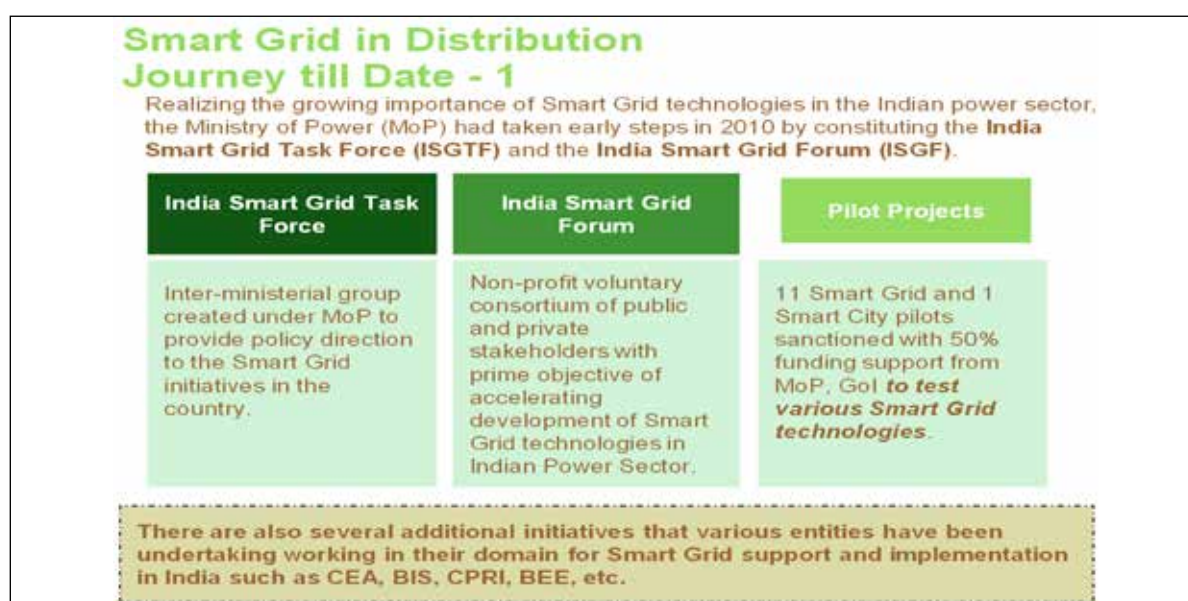 Smart Grid in Distribution
Journey till Date - 1
Realizing the growing importance of Smart Grid technologies in the Indian power sector,
the Ministry of Power (MoP) had taken early steps in 2010 by constituting the India
Smart Grid Task Force (ISGTF) and the India Smart Grid Forum (ISGF).
India Smart Grid Task
Force
Inter-ministerial group
created under MoP to
provide policy direction
to the Smart Grid
initiatives in the
country.
India Smart Grid
Forum
Non-profit voluntary
consortium of public
and private
stakeholders with
prime objective of
accelerating
development of Smart
Grid technologies in
Indian Power Sector.
Pilot Projects
11 Smart Grid and 1
Smart City pilots
sanctioned with 50%
funding support from
MoP, GoI to test
various Smart Grid
technologies.
There are also several additional initiatives that various entities have been
undertaking working in their domain for Smart Grid support and implementation
in India such as CEA, BIS, CPRI, BEE, etc.